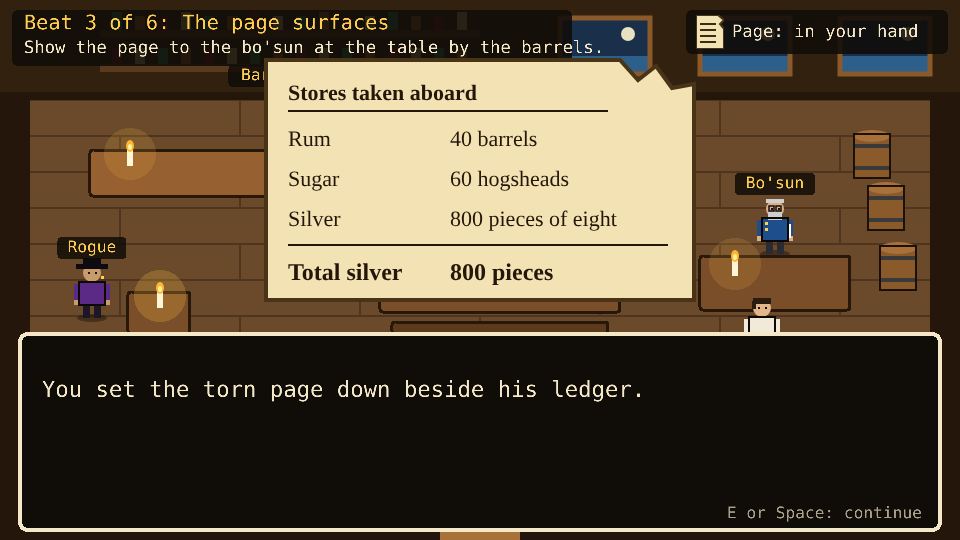 Beat 3 of 6: The page surfaces
Show the page to the bo'sun at the table by the barrels.
Page: in your hand
Stores taken aboard
Rum 40 barrels
Sugar 60 hogsheads
Silver 800 pieces of eight
Total silver 800 pieces
Bo'sun
Rogue
You set the torn page down beside his ledger.
E or Space: continue